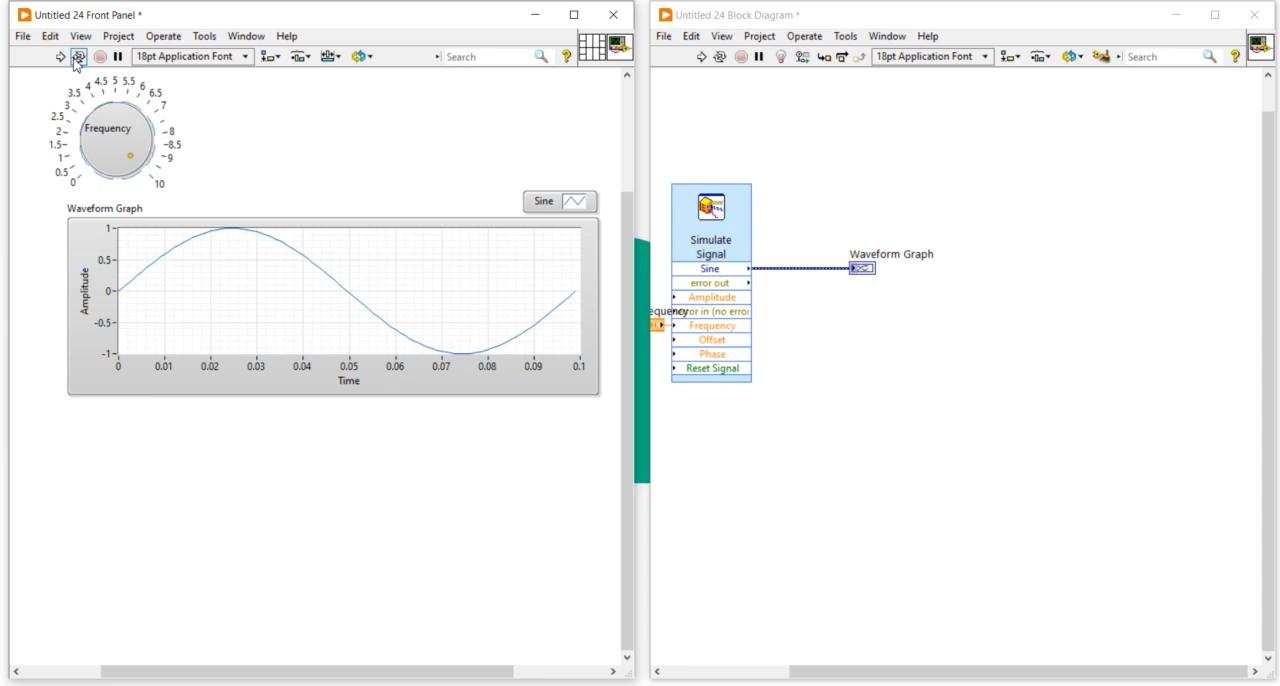 Untitled 24 Front Panel *
File Edit View Project Operate Tools Window Help
18pt Application Font
Search
?
4.5 5 5.5
4 6
3.5 6.5
3 7
2.5
2 8
1.5 8.5
1 9
0.5
0 10
Frequency
Sine
Waveform Graph
Amplitude
1
0.5
0
-0.5
-1
0 0.01 0.02 0.03 0.04 0.05 0.06 0.07 0.08 0.09 0.1
Time
Untitled 24 Block Diagram *
File Edit View Project Operate Tools Window Help
18pt Application Font
Search
?
Simulate
Signal
Sine
error out
Amplitude
error in (no error
Frequency
Offset
Phase
Reset Signal
equency
Waveform Graph